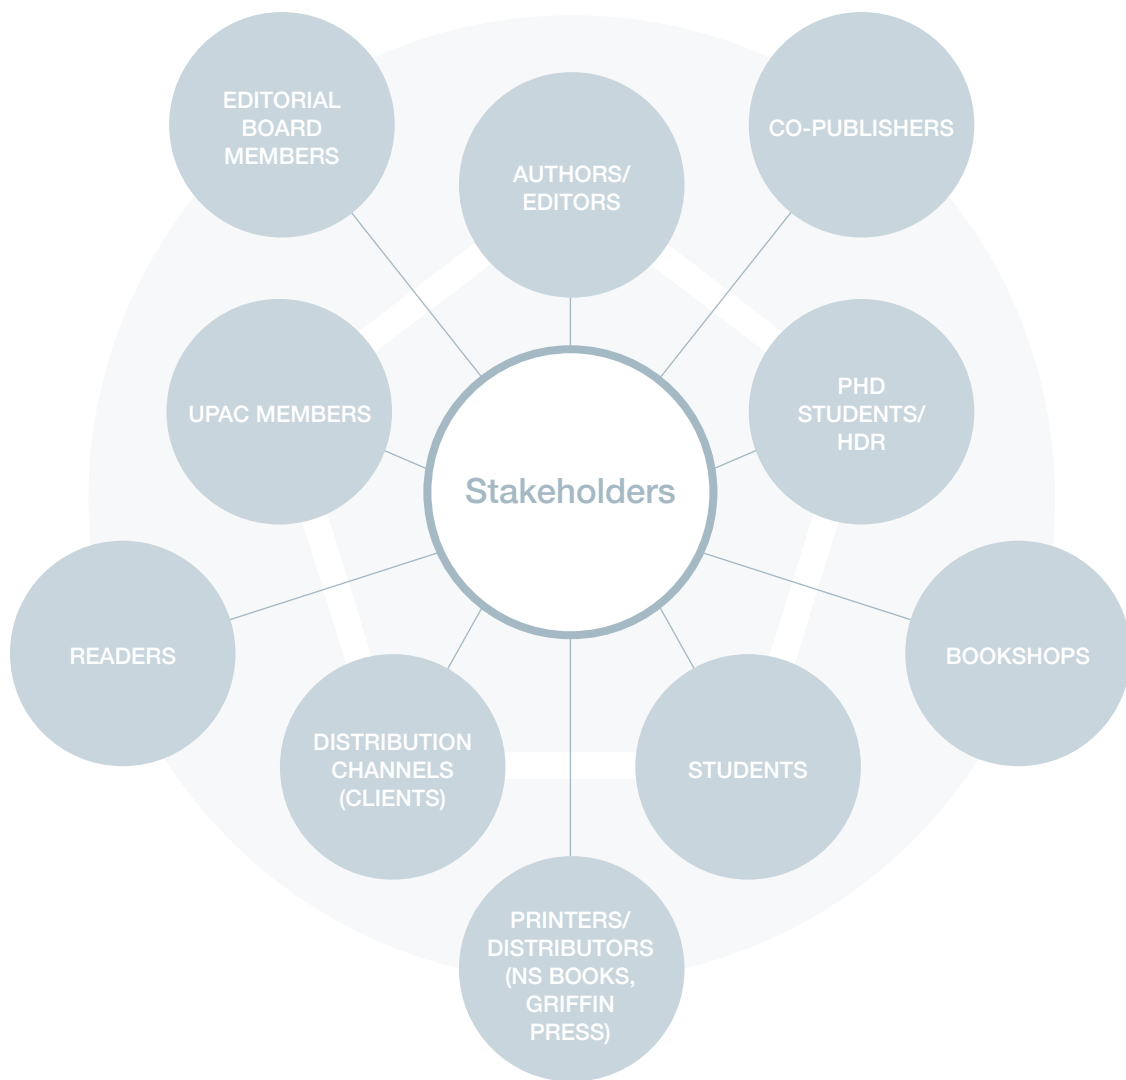 EDITORIAL
BOARD
MEMBERS
CO-PUBLISHERS
AUTHORS/
EDITORS
UPAC MEMBERS
PHD
STUDENTS/
HDR
Stakeholders
READERS
BOOKSHOPS
DISTRIBUTION
CHANNELS
(CLIENTS)
STUDENTS
PRINTERS/
DISTRIBUTORS
(NS BOOKS,
GRIFFIN
PRESS)